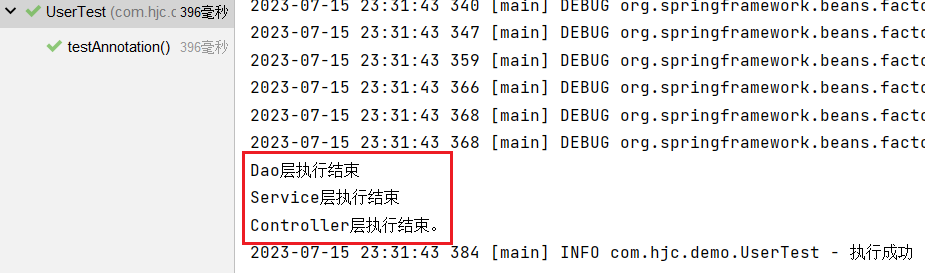 UserTest (com.hjc.c 396毫秒
testAnnotation() 396毫秒
2023-07-15 23:31:43 340 [main] DEBUG org.springframework.beans.facto
2023-07-15 23:31:43 347 [main] DEBUG org.springframework.beans.facto
2023-07-15 23:31:43 359 [main] DEBUG org.springframework.beans.facto
2023-07-15 23:31:43 366 [main] DEBUG org.springframework.beans.facto
2023-07-15 23:31:43 368 [main] DEBUG org.springframework.beans.facto
2023-07-15 23:31:43 368 [main] DEBUG org.springframework.beans.facto
Dao层执行结束
Service层执行结束
Controller层执行结束。
2023-07-15 23:31:43 384 [main] INFO com.hjc.demo.UserTest - 执行成功